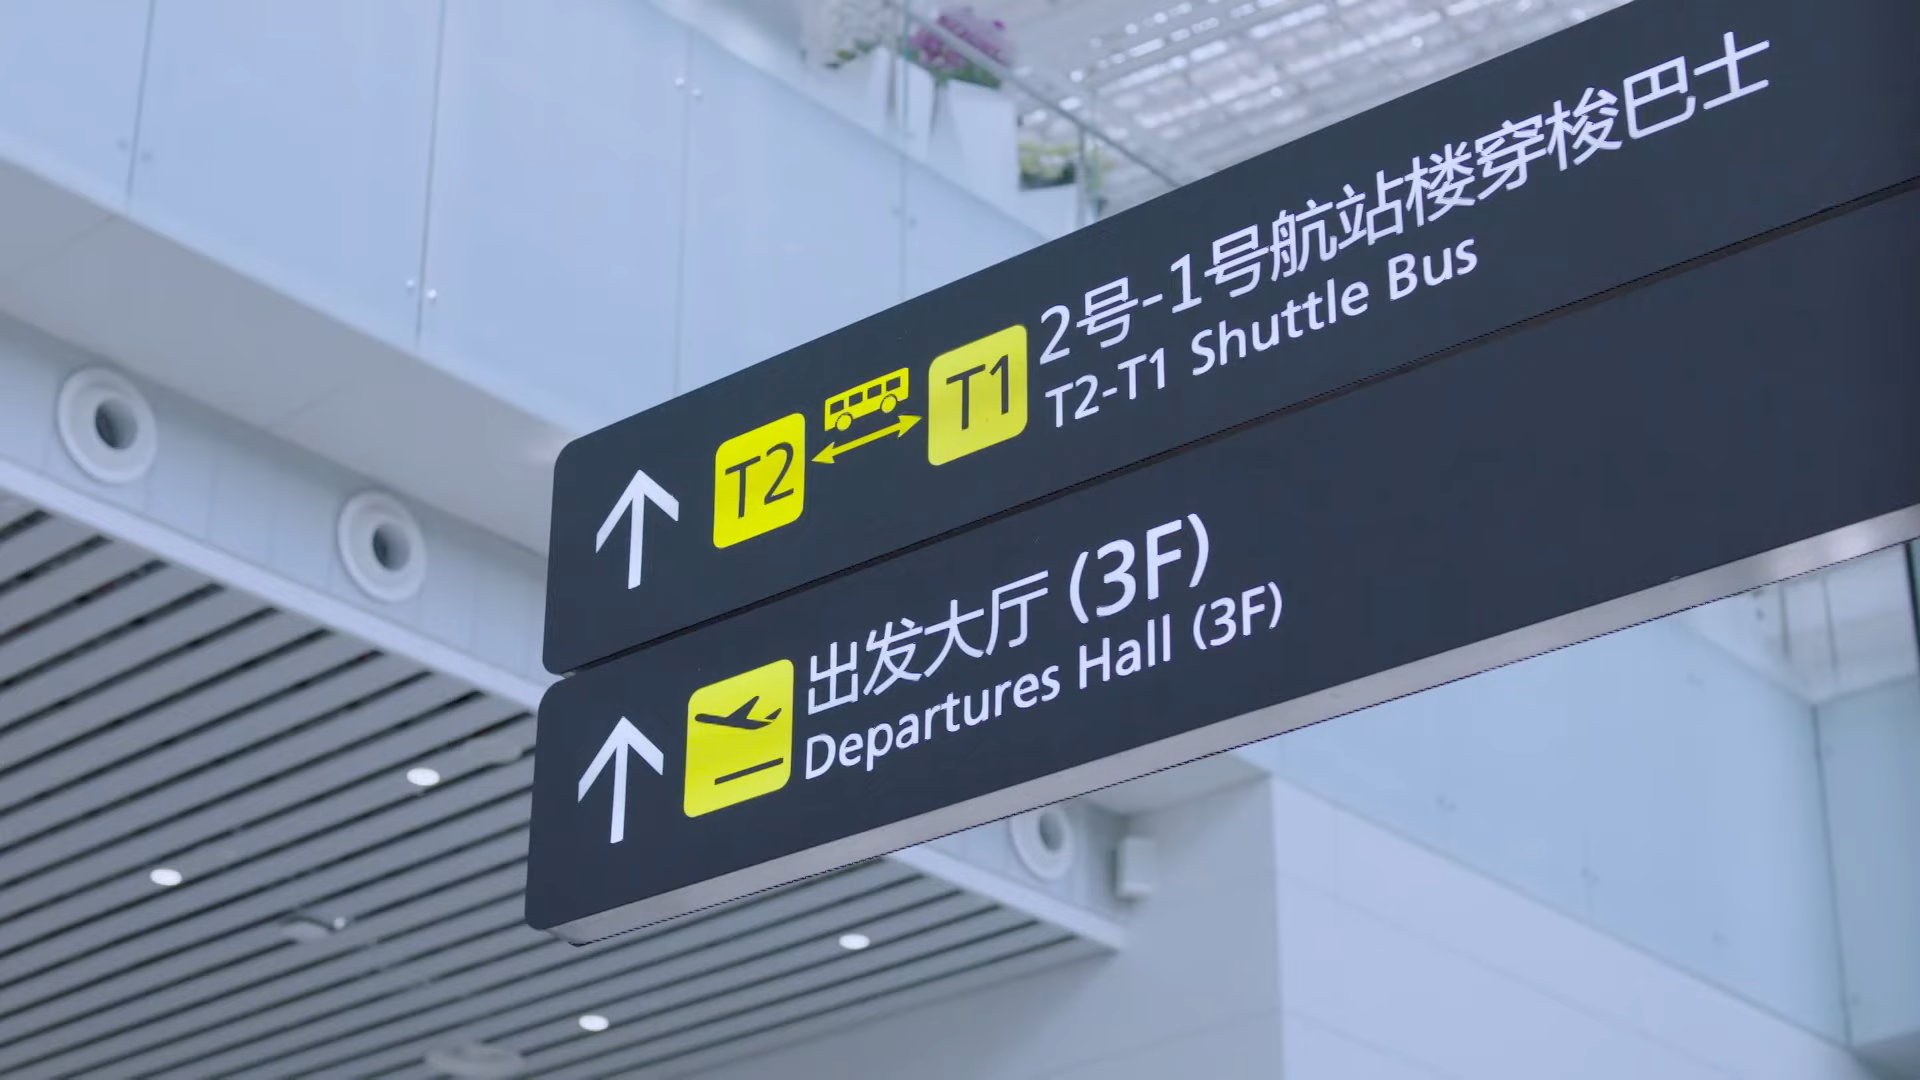 T2
T1
2号-1号航站楼穿梭巴士
T2-T1 Shuttle Bus
出发大厅 (3F)
Departures Hall (3F)